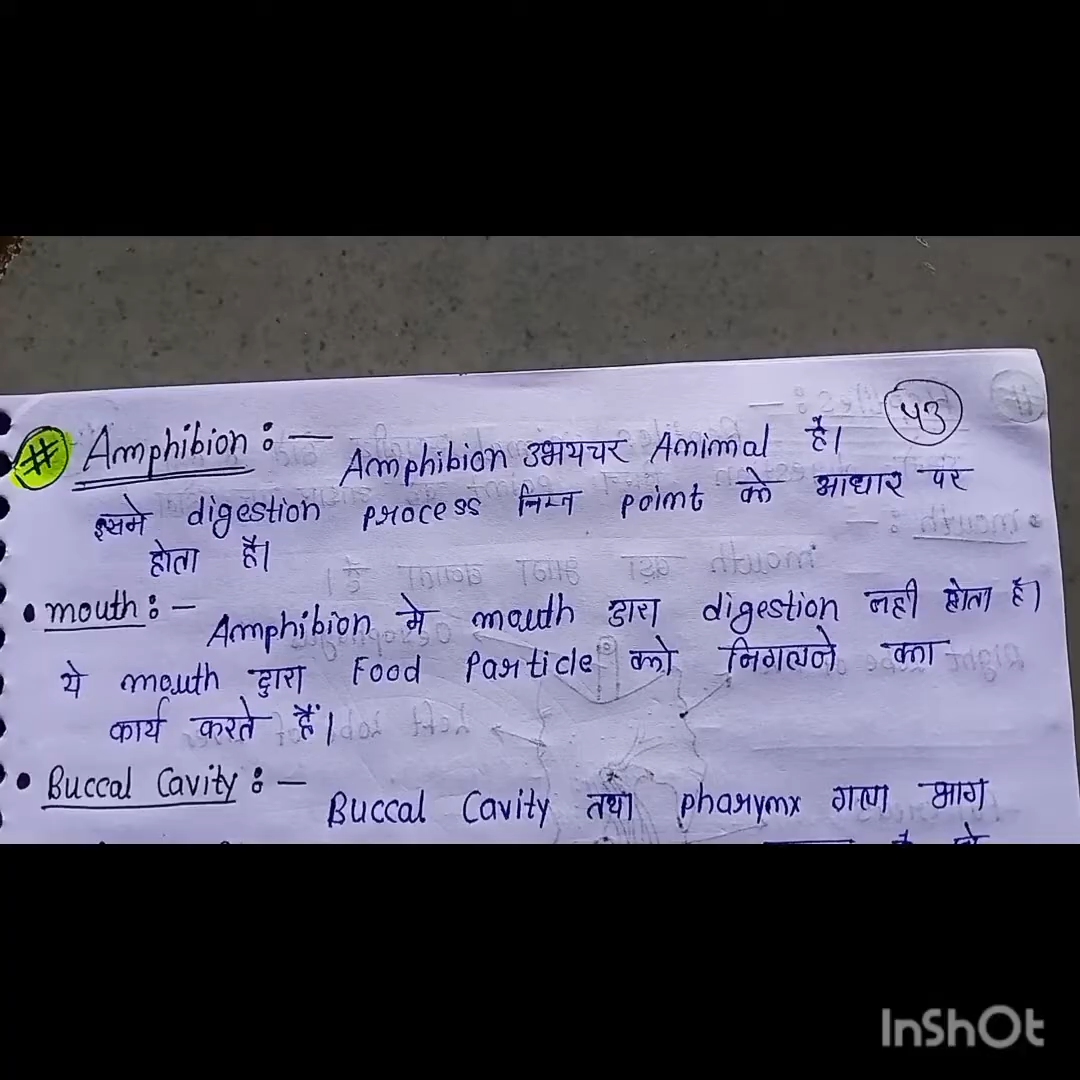 43
# Amphibion :- Amphibion उभयचर Animal है।
इसमे digestion process निम्न point के आधार पर
होता है।
• mouth :- Amphibion मे mouth द्वारा digestion नही होता है।
ये mouth द्वारा Food Particle को निगलने का
कार्य करते हैं।
• Buccal Cavity :- Buccal Cavity तथा pharynx गला भाग
InShOt